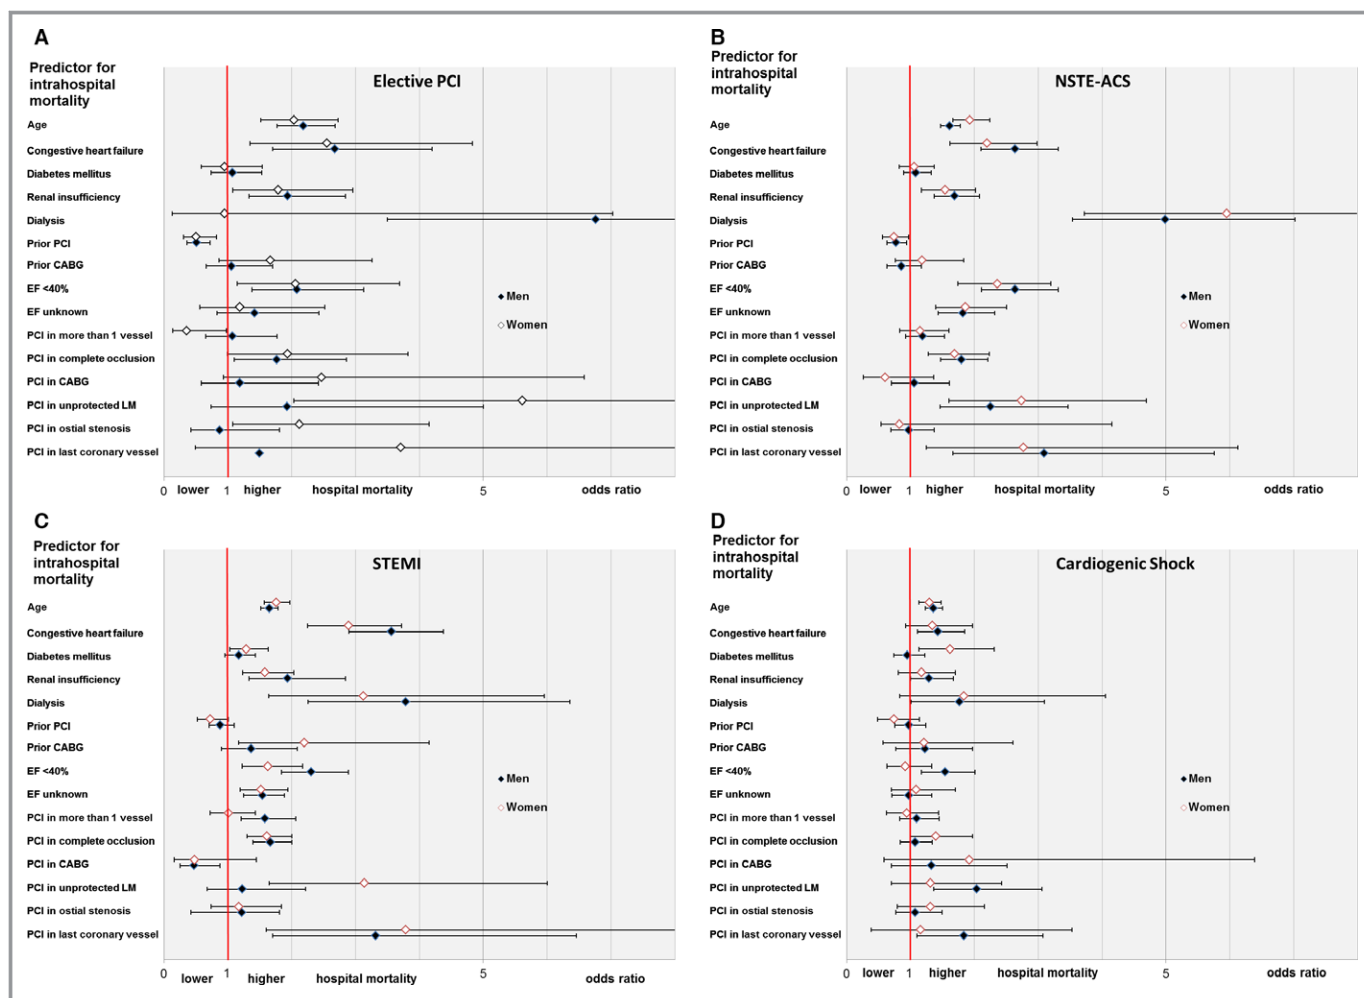 A
Predictor for
intrahospital
mortality
Elective PCI
Age
Congestive heart failure
Diabetes mellitus
Renal insufficiency
Dialysis
Prior PCI
Prior CABG
EF <40%
EF unknown
PCI in more than 1 vessel
PCI in complete occlusion
PCI in CABG
PCI in unprotected LM
PCI in ostial stenosis
PCI in last coronary vessel
Men
Women
0 lower 1 higher hospital mortality 5 odds ratio
B
Predictor for
intrahospital
mortality
NSTE-ACS
Age
Congestive heart failure
Diabetes mellitus
Renal insufficiency
Dialysis
Prior PCI
Prior CABG
EF <40%
EF unknown
PCI in more than 1 vessel
PCI in complete occlusion
PCI in CABG
PCI in unprotected LM
PCI in ostial stenosis
PCI in last coronary vessel
Men
Women
0 lower 1 higher hospital mortality 5 odds ratio
C
Predictor for
intrahospital
mortality
STEMI
Age
Congestive heart failure
Diabetes mellitus
Renal insufficiency
Dialysis
Prior PCI
Prior CABG
EF <40%
EF unknown
PCI in more than 1 vessel
PCI in complete occlusion
PCI in CABG
PCI in unprotected LM
PCI in ostial stenosis
PCI in last coronary vessel
Men
Women
0 lower 1 higher hospital mortality 5 odds ratio
D
Predictor for
intrahospital
mortality
Cardiogenic Shock
Age
Congestive heart failure
Diabetes mellitus
Renal insufficiency
Dialysis
Prior PCI
Prior CABG
EF <40%
EF unknown
PCI in more than 1 vessel
PCI in complete occlusion
PCI in CABG
PCI in unprotected LM
PCI in ostial stenosis
PCI in last coronary vessel
Men
Women
0 lower 1 higher hospital mortality 5 odds ratio